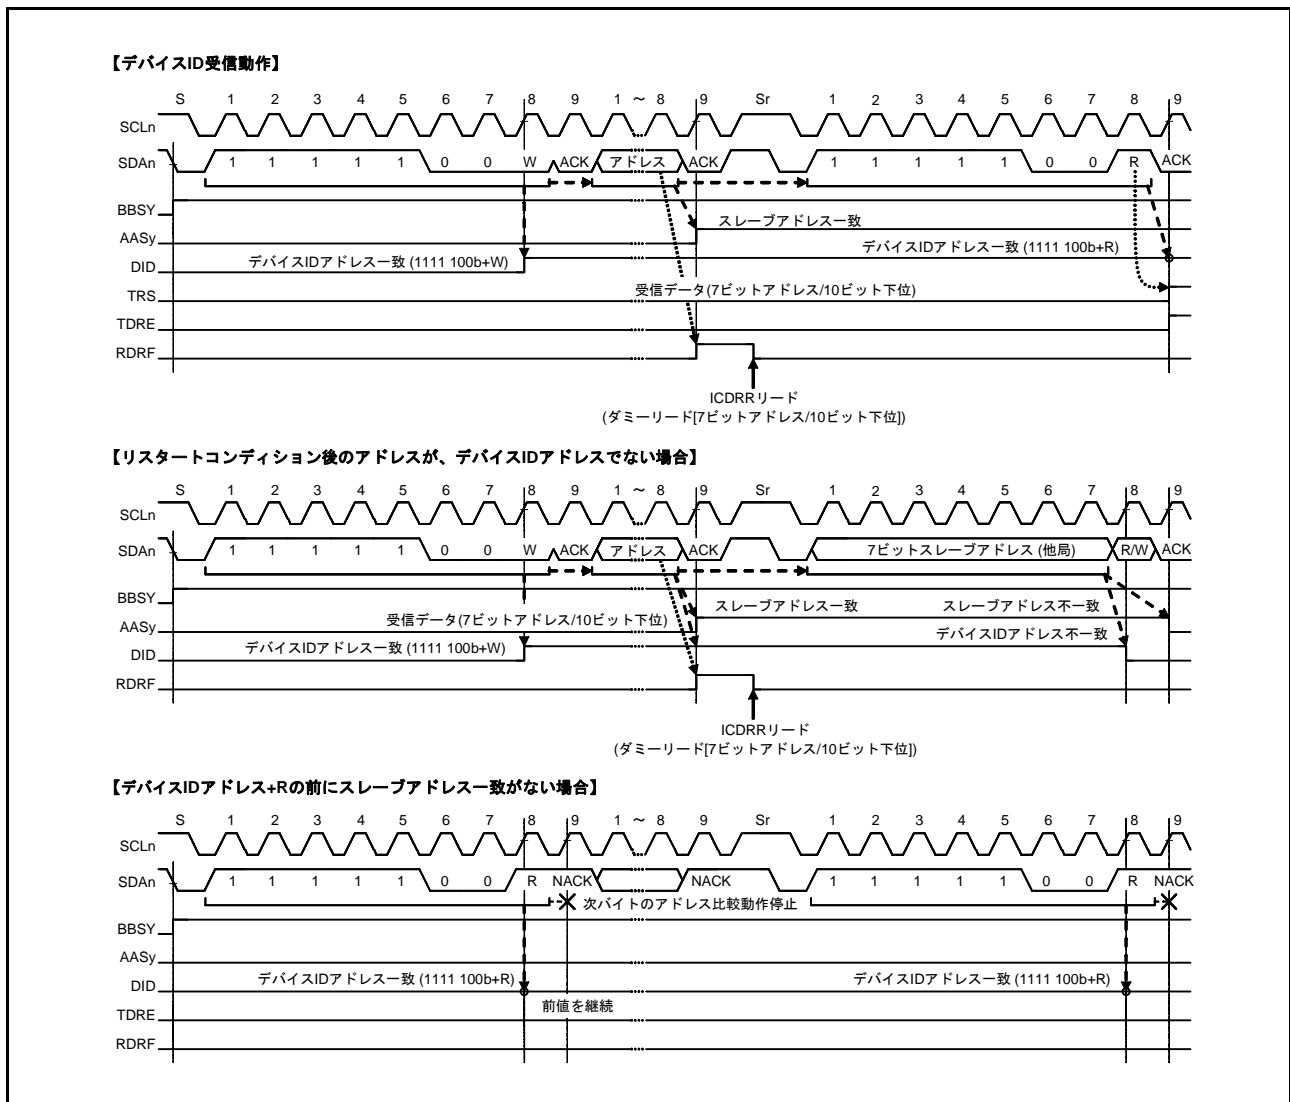 【デバイスID受信動作】
S 1 2 3 4 5 6 7 8 9 1 ～ 8 9 Sr 1 2 3 4 5 6 7 8 9
SCLn
SDAn 1 1 1 1 1 0 0 W ACK アドレス ACK 1 1 1 1 1 0 0 R ACK
BBSY
スレーブアドレス一致
AASy
デバイスIDアドレス一致 (1111 100b+R)
デバイスIDアドレス一致 (1111 100b+W)
DID
受信データ(7ビットアドレス/10ビット下位)
TRS
TDRE
RDRF
ICDRRリード
(ダミーリード[7ビットアドレス/10ビット下位])
【リスタートコンディション後のアドレスが、デバイスIDアドレスでない場合】
S 1 2 3 4 5 6 7 8 9 1 ～ 8 9 Sr 1 2 3 4 5 6 7 8 9
SCLn
SDAn 1 1 1 1 1 0 0 W ACK アドレス ACK 7ビットスレーブアドレス (他局) R/W ACK
BBSY
スレーブアドレス一致 スレーブアドレス不一致
受信データ(7ビットアドレス/10ビット下位)
AASy
デバイスIDアドレス不一致
デバイスIDアドレス一致 (1111 100b+W)
DID
RDRF
ICDRRリード
(ダミーリード[7ビットアドレス/10ビット下位])
【デバイスIDアドレス+Rの前にスレーブアドレス一致がない場合】
S 1 2 3 4 5 6 7 8 9 1 ～ 8 9 Sr 1 2 3 4 5 6 7 8 9
SCLn
SDAn 1 1 1 1 1 0 0 R NACK NACK 1 1 1 1 1 0 0 R NACK
次バイトのアドレス比較動作停止
BBSY
AASy
デバイスIDアドレス一致 (1111 100b+R) デバイスIDアドレス一致 (1111 100b+R)
DID
前値を継続
TDRE
RDRF